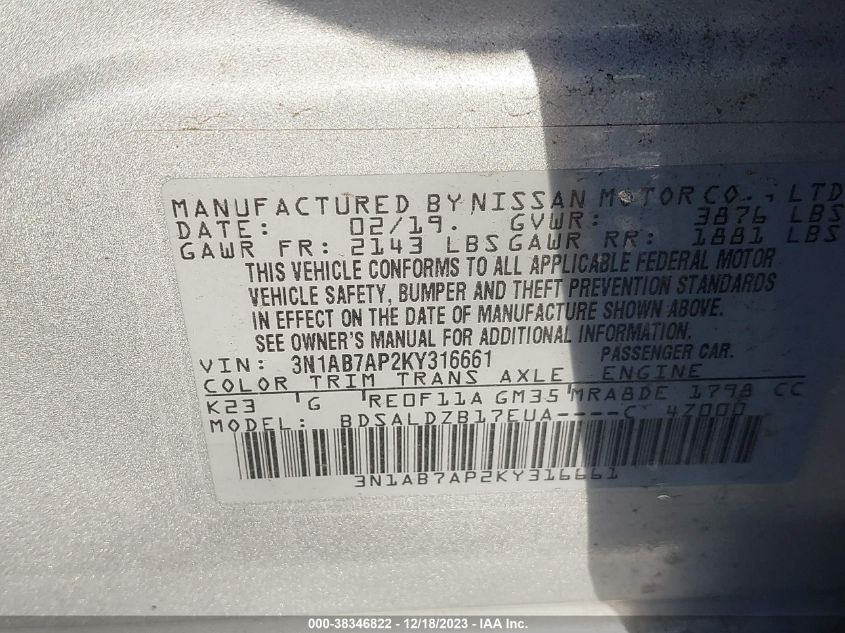 MANUFACTURED BY NISSAN MOTOR CO., LTD
DATE: 02/19. GVWR: 3876 LBS
GAWR FR: 2143 LBS GAWR RR: 1881 LBS
THIS VEHICLE CONFORMS TO ALL APPLICABLE FEDERAL MOTOR
VEHICLE SAFETY, BUMPER AND THEFT PREVENTION STANDARDS
IN EFFECT ON THE DATE OF MANUFACTURE SHOWN ABOVE.
SEE OWNER'S MANUAL FOR ADDITIONAL INFORMATION.
VIN: 3N1AB7AP2KY316661 PASSENGER CAR.
COLOR TRIM TRANS AXLE ENGINE
K23 'G 'REOF11A GM35 'MRA8DE 1798 CC
MODEL: BDSALDZB17EUA----C 47000
3N1AB7AP2KY316661
000-38346822 - 12/18/2023 - IAA Inc.